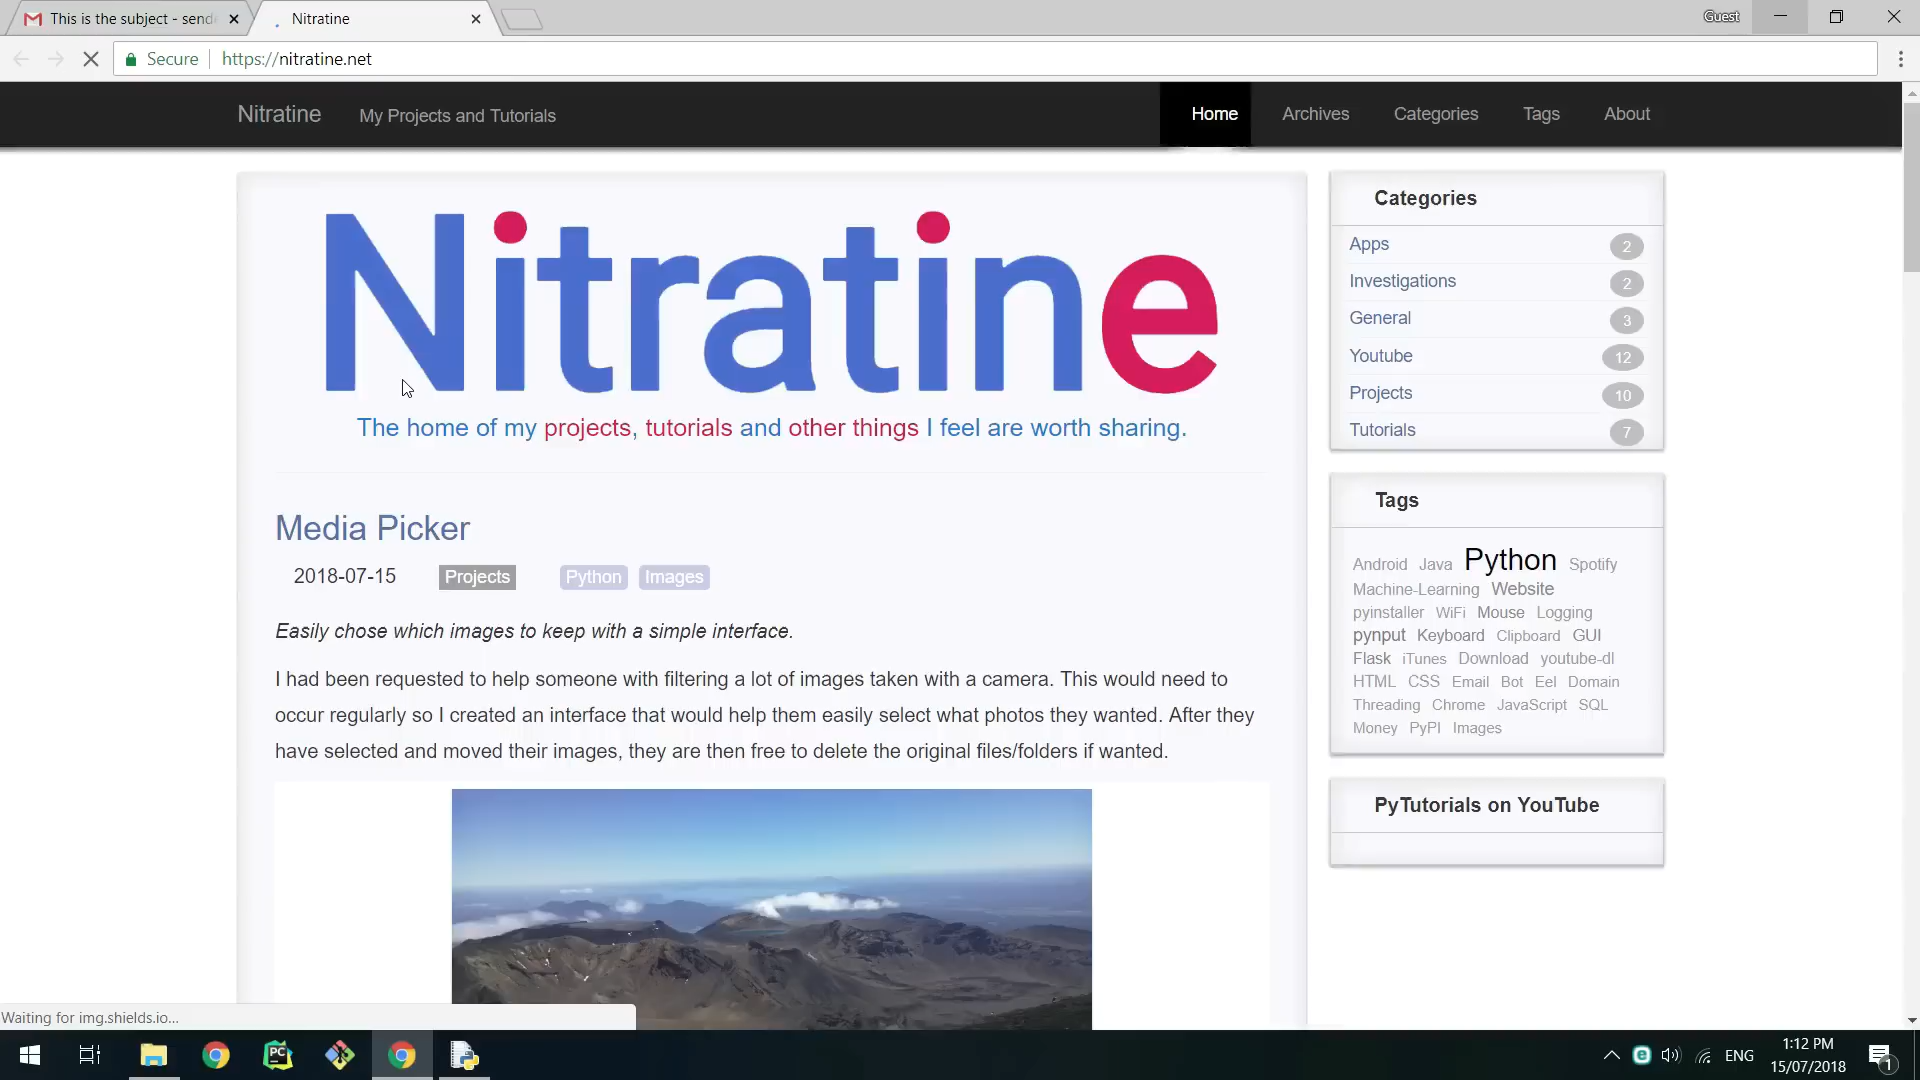 This is the subject - send
Nitratine
Guest
Secure
https://nitratine.net
Nitratine
My Projects and Tutorials
Home
Archives
Categories
Tags
About
Nitratine
The home of my projects, tutorials and other things I feel are worth sharing.
Media Picker
2018-07-15
Projects
Python
Images
Easily chose which images to keep with a simple interface.
I had been requested to help someone with filtering a lot of images taken with a camera. This would need to
occur regularly so I created an interface that would help them easily select what photos they wanted. After they
have selected and moved their images, they are then free to delete the original files/folders if wanted.
Categories
Apps 2
Investigations 2
General 3
Youtube 12
Projects 10
Tutorials 7
Tags
Android Java Python Spotify
Machine-Learning Website
pyinstaller WiFi Mouse Logging
pynput Keyboard Clipboard GUI
Flask iTunes Download youtube-dl
HTML CSS Email Bot Eel Domain
Threading Chrome JavaScript SQL
Money PyPI Images
PyTutorials on YouTube
Waiting for img.shields.io...
PC
ENG
1:12 PM
15/07/2018
1